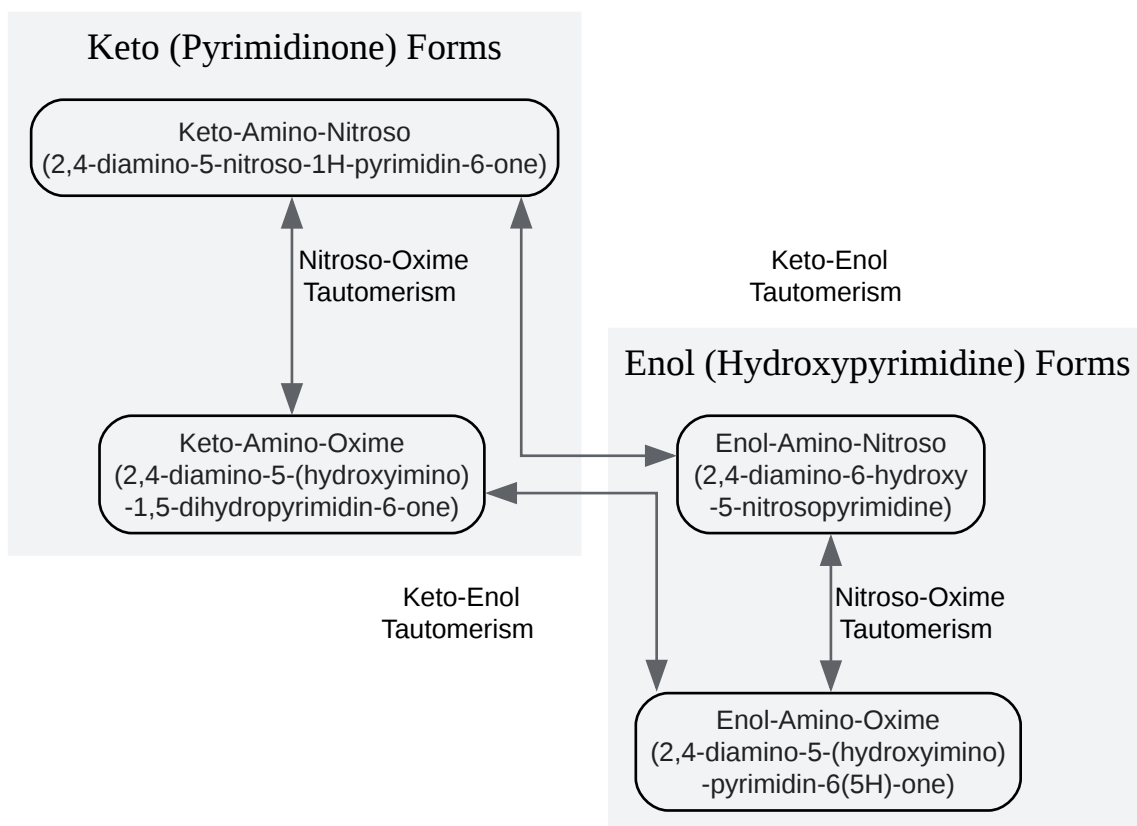 Keto (Pyrimidinone) Forms
Keto-Amino-Nitroso
(2,4-diamino-5-nitroso-1H-pyrimidin-6-one)
Nitroso-Oxime
Tautomerism
Keto-Enol
Tautomerism
Enol (Hydroxypyrimidine) Forms
Keto-Amino-Oxime
(2,4-diamino-5-(hydroxyimino)
-1,5-dihydropyrimidin-6-one)
Enol-Amino-Nitroso
(2,4-diamino-6-hydroxy
-5-nitrosopyrimidine)
Keto-Enol
Tautomerism
Nitroso-Oxime
Tautomerism
Enol-Amino-Oxime
(2,4-diamino-5-(hydroxyimino)
-pyrimidin-6(5H)-one)